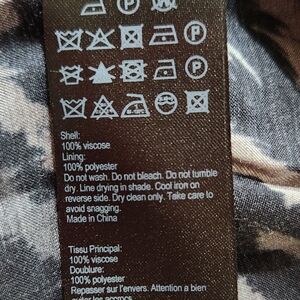 P
P
P
Shell:
100% viscose
Lining:
100% polyester
Do not wash. Do not bleach. Do not tumble
dry. Line drying in shade. Cool iron on
reverse side. Dry clean only. Take care to
avoid snagging.
Made in China
Tissu Principal:
100% viscose
Doublure:
100% polyester
Repasser sur l'envers. Attention à bien